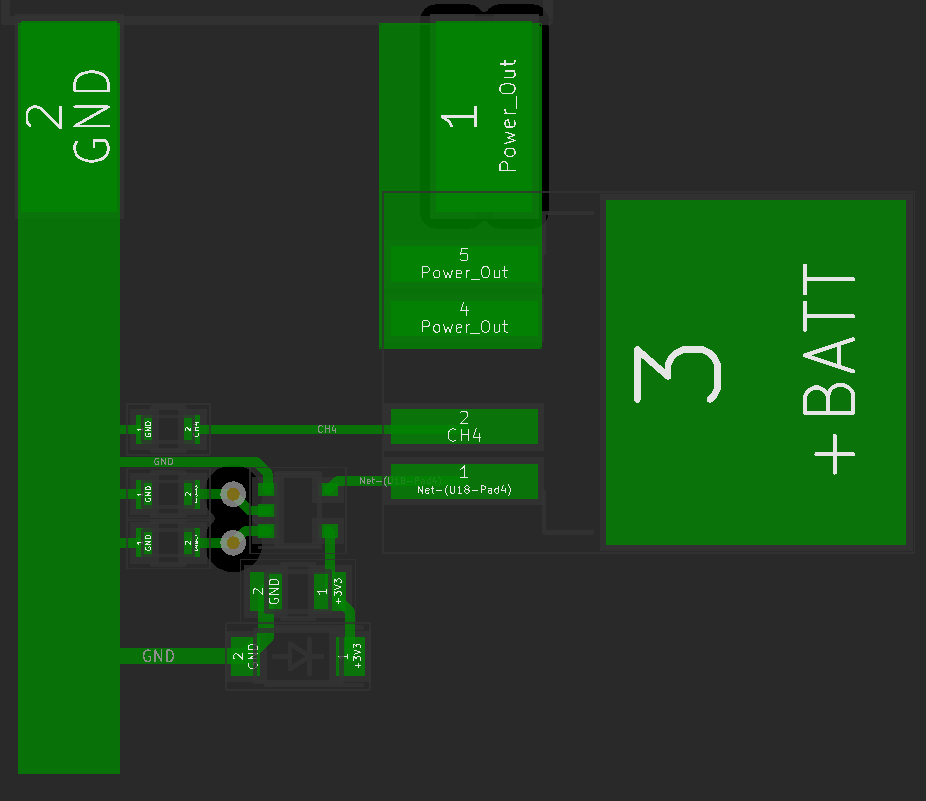 2
GND
1
Power_Out
5
Power_Out
4
Power_Out
3
+BATT
1
GND
2
CH4
CH4
2
CH4
GND
1
Net-(U18-Pad4)
Net-(U18-Pad4)
1
GND
2
1
GND
2
2
GND
1
+3V3
GND
2
GND
1
+3V3